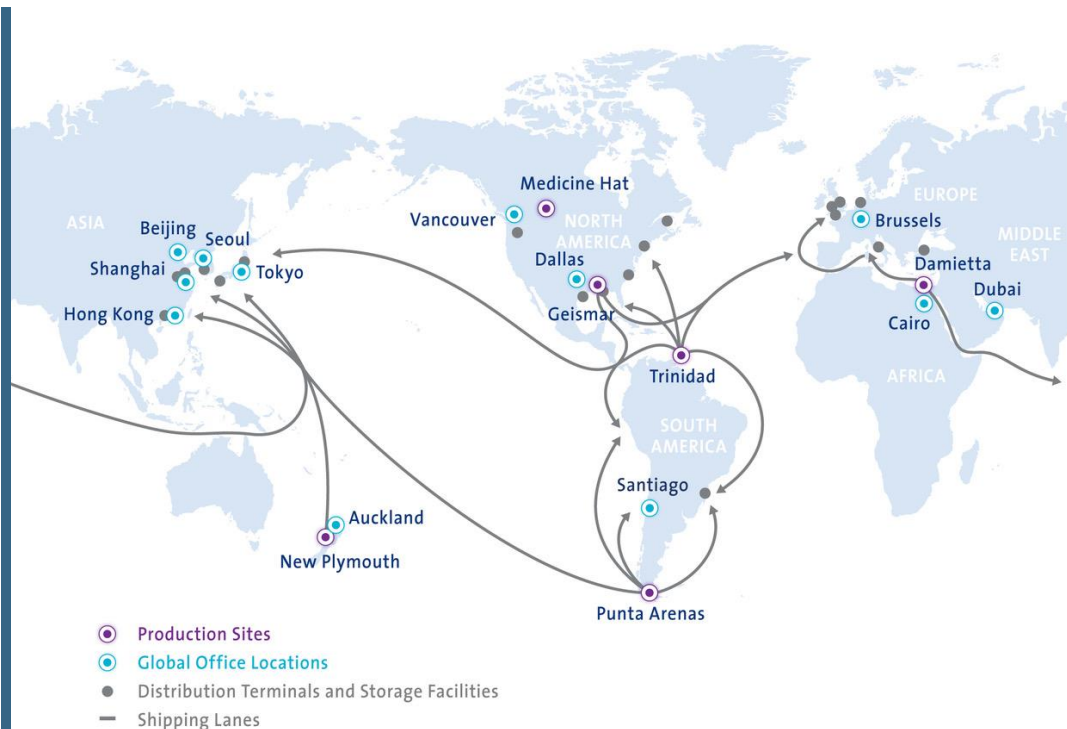 Medicine Hat
EUROPE
ASIA
Vancouver
NORTH
AMERICA
Brussels
Beijing
Seoul
MIDDLE
EAST
Shanghai
Tokyo
Dallas
Damietta
Dubai
Hong Kong
Geismar
Cairo
Trinidad
AFRICA
SOUTH
AMERICA
Santiago
Auckland
New Plymouth
Punta Arenas
Production Sites
Global Office Locations
Distribution Terminals and Storage Facilities
Shipping Lanes